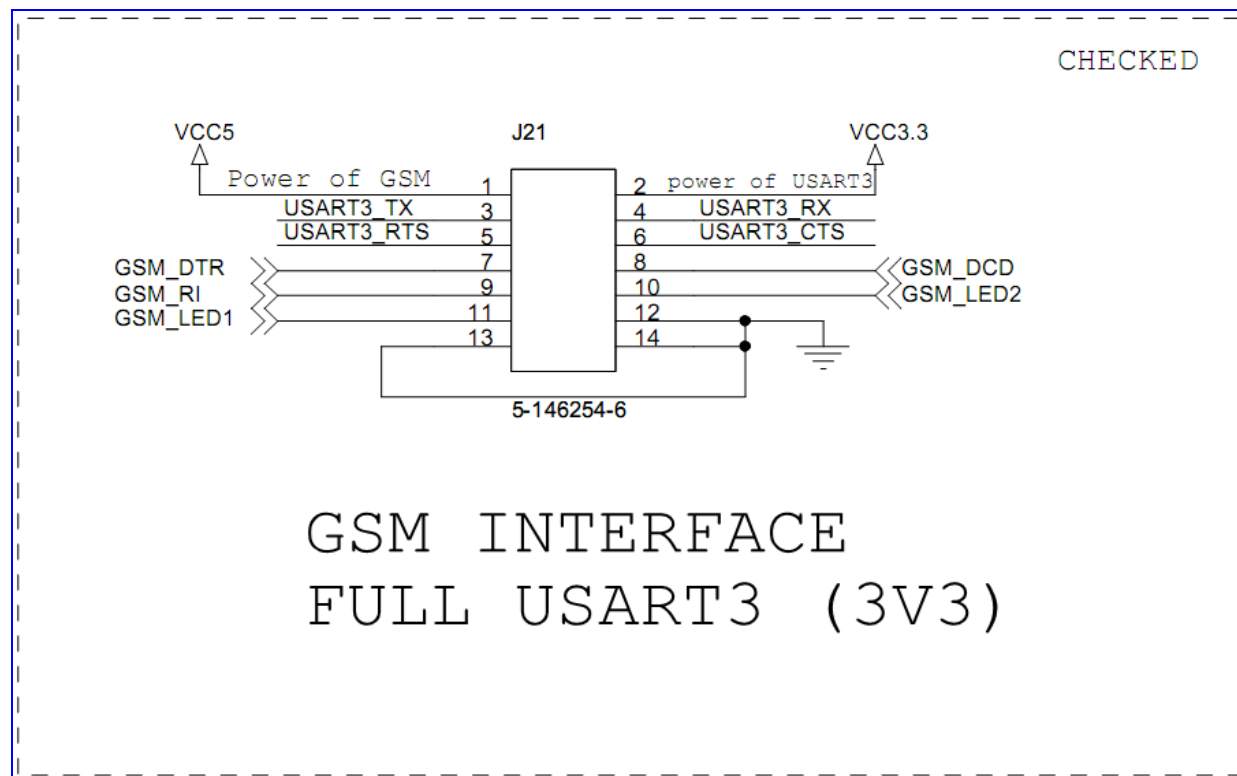 CHECKED
VCC5
J21
VCC3.3
Power of GSM
1
2
power of USART3
USART3_TX
3
4
USART3_RX
USART3_RTS
5
6
USART3_CTS
GSM_DTR
7
8
GSM_DCD
GSM_RI
9
10
GSM_LED2
GSM_LED1
11
12
13
14
5-146254-6
GSM INTERFACE
FULL USART3 (3V3)